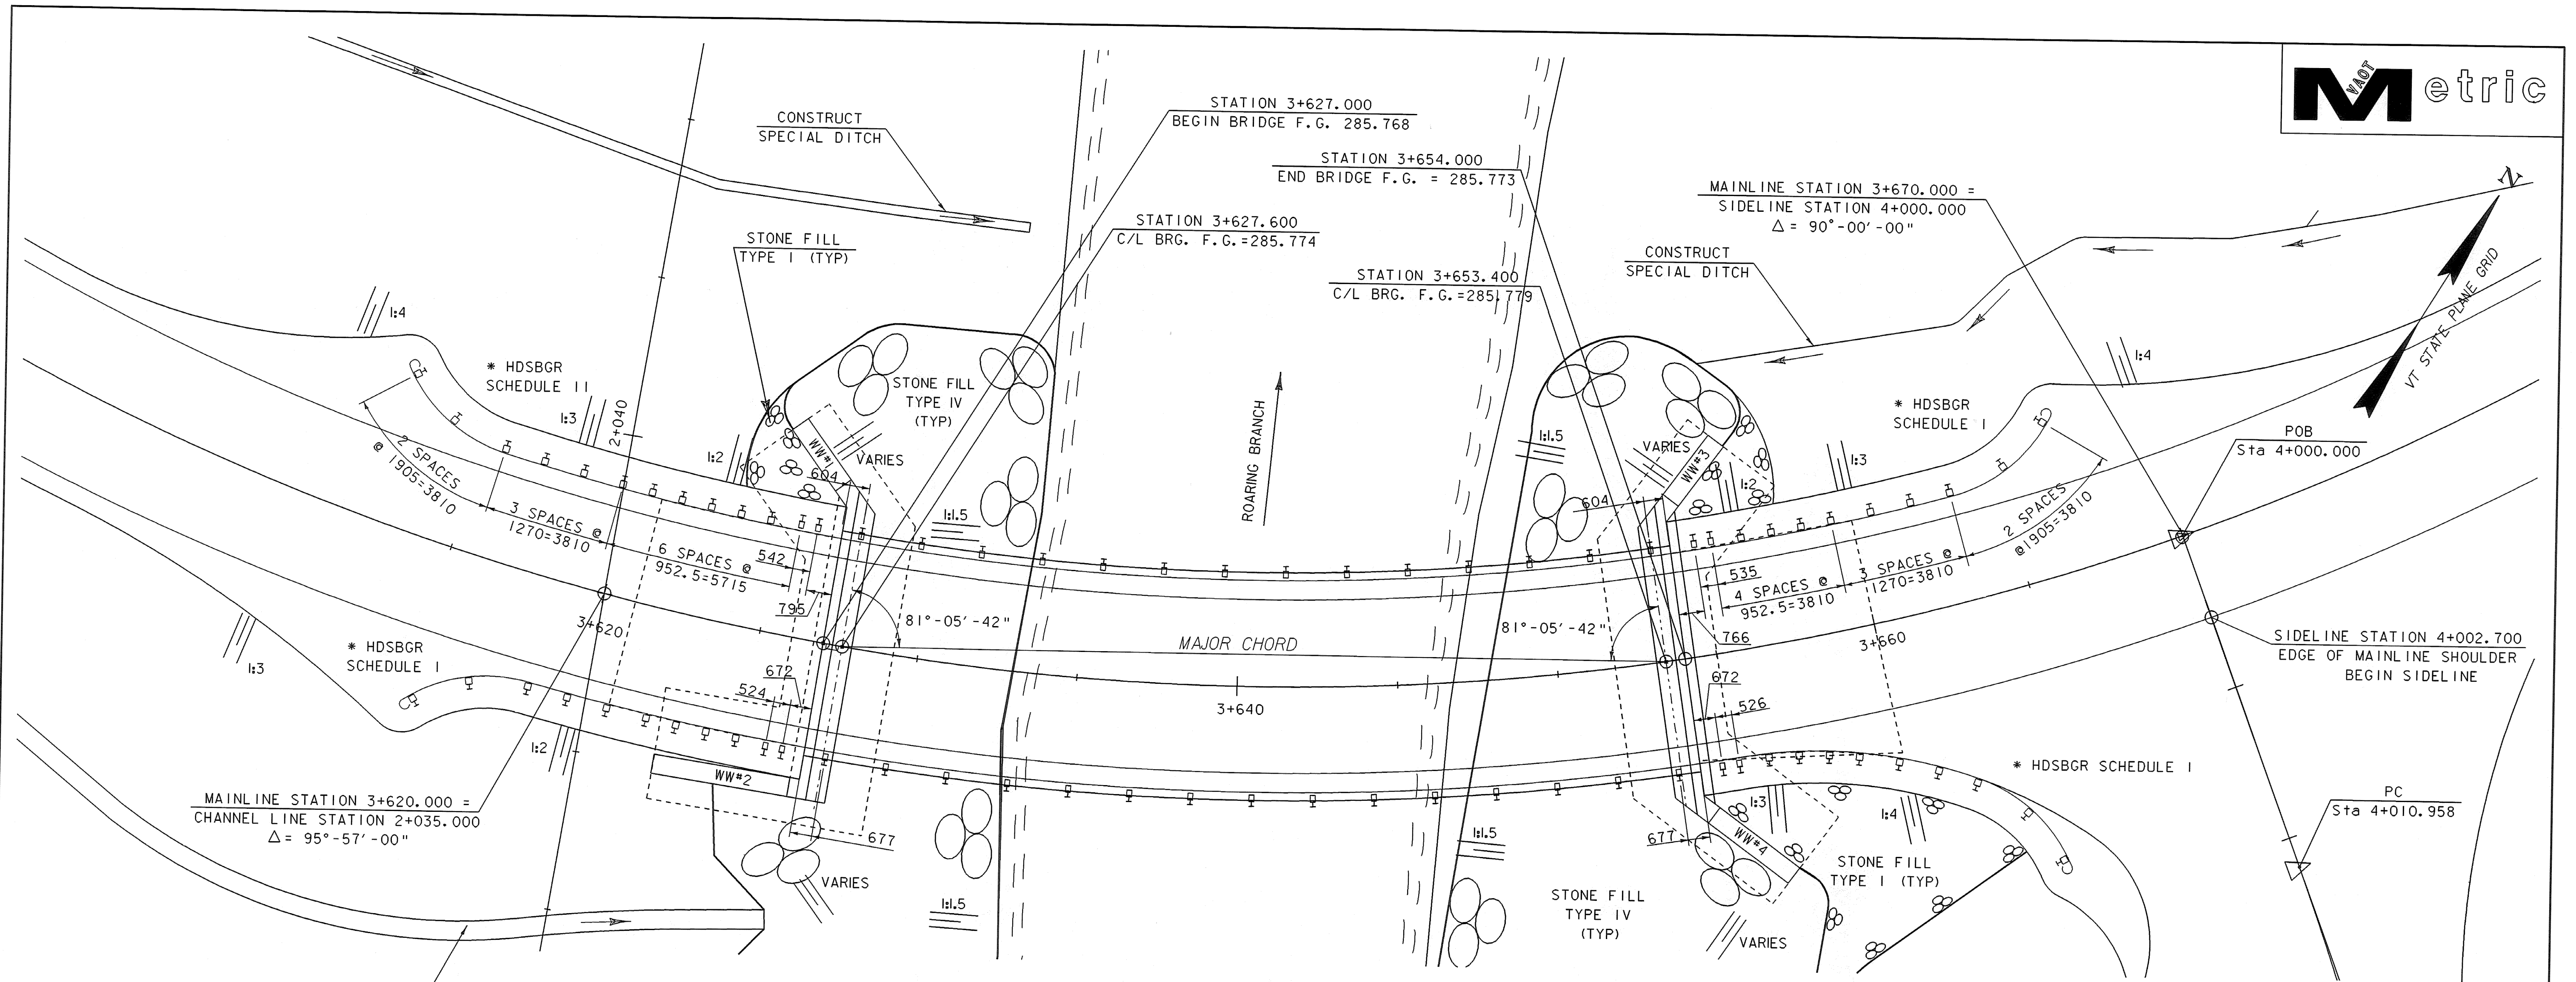 VAOT
Metric
STATION 3+627.000
BEGIN BRIDGE F.G. 285.768
CONSTRUCT
SPECIAL DITCH
STATION 3+654.000
END BRIDGE F.G. = 285.773
MAINLINE STATION 3+670.000 =
SIDELINE STATION 4+000.000
Δ = 90°-00'-00"
N
VT STATE PLANE GRID
STATION 3+627.600
C/L BRG. F.G.=285.774
STONE FILL
TYPE I (TYP)
CONSTRUCT
SPECIAL DITCH
STATION 3+653.400
C/L BRG. F.G.=285.779
1:4
* HDSBGR
SCHEDULE II
1:3
2+040
1:2
STONE FILL
TYPE IV
(TYP)
WW#1
VARIES
604
1:1.5
ROARING BRANCH
1:1.5
VARIES
WW#3
1:2
604
* HDSBGR
SCHEDULE I
1:3
1:4
POB
Sta 4+000.000
2 SPACES
@ 1905=3810
3 SPACES @
1270=3810
6 SPACES @
952.5=5715
542
795
81°-05'-42"
MAJOR CHORD
81°-05'-42"
535
4 SPACES @
952.5=3810
3 SPACES @
1270=3810
2 SPACES
@1905=3810
766
3+620
3+660
3+640
1:3
* HDSBGR
SCHEDULE I
672
524
672
526
SIDELINE STATION 4+002.700
EDGE OF MAINLINE SHOULDER
BEGIN SIDELINE
1:2
WW#2
* HDSBGR SCHEDULE I
MAINLINE STATION 3+620.000 =
CHANNEL LINE STATION 2+035.000
Δ = 95°-57'-00"
677
VARIES
1:1.5
1:1.5
677
WW#4
1:3
1:4
STONE FILL
TYPE I (TYP)
STONE FILL
TYPE IV
(TYP)
VARIES
PC
Sta 4+010.958